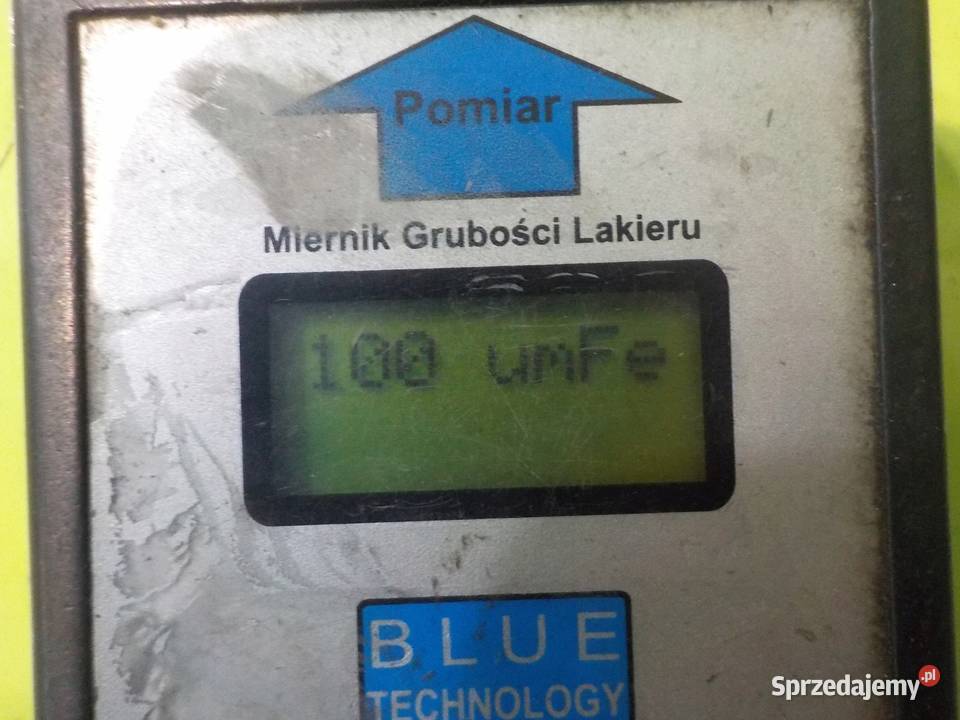 Pomiar
Miernik Grubości Lakieru
100 umFe
BLUE
TECHNOLOGY
Sprzedajemy.pl